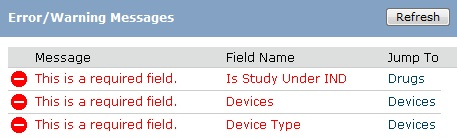 Error/Warning Messages Refresh
Message Field Name Jump To
This is a required field. Is Study Under IND Drugs
This is a required field. Devices Devices
This is a required field. Device Type Devices